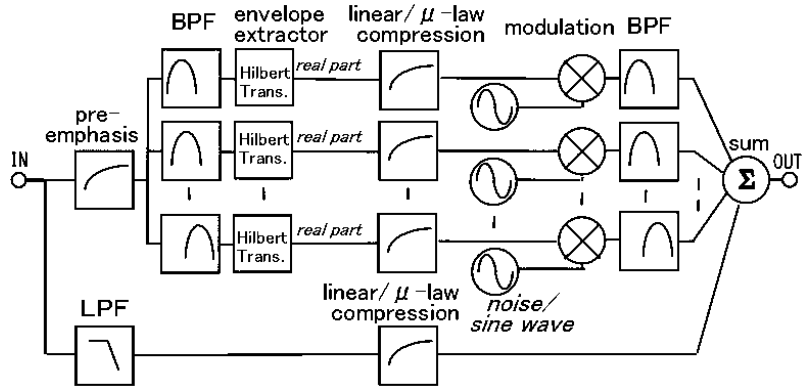 BPF
envelope
extractor
linear/ μ-law
compression
modulation
BPF
Hilbert
Trans.
real part
pre-
emphasis
IN
Hilbert
Trans.
real part
sum
Σ
OUT
Hilbert
Trans.
real part
LPF
linear/ μ-law
compression
noise/
sine wave